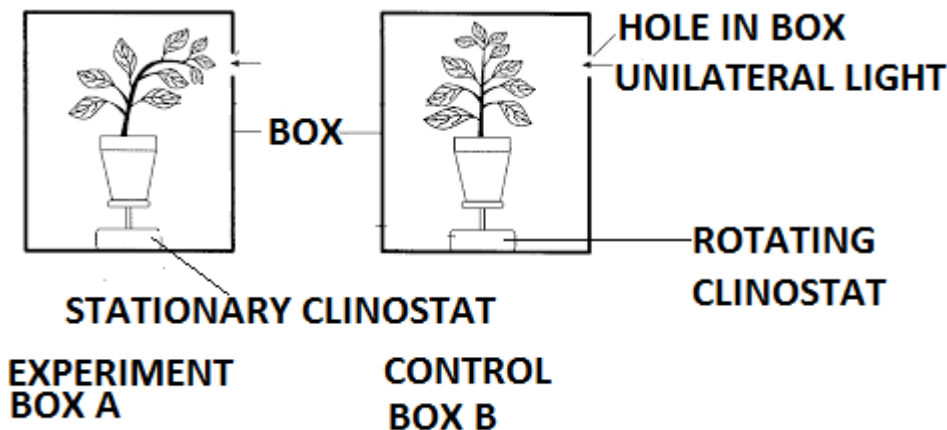 HOLE IN BOX
UNILATERAL LIGHT
BOX
ROTATING
CLINOSTAT
STATIONARY CLINOSTAT
EXPERIMENT
BOX A
CONTROL
BOX B